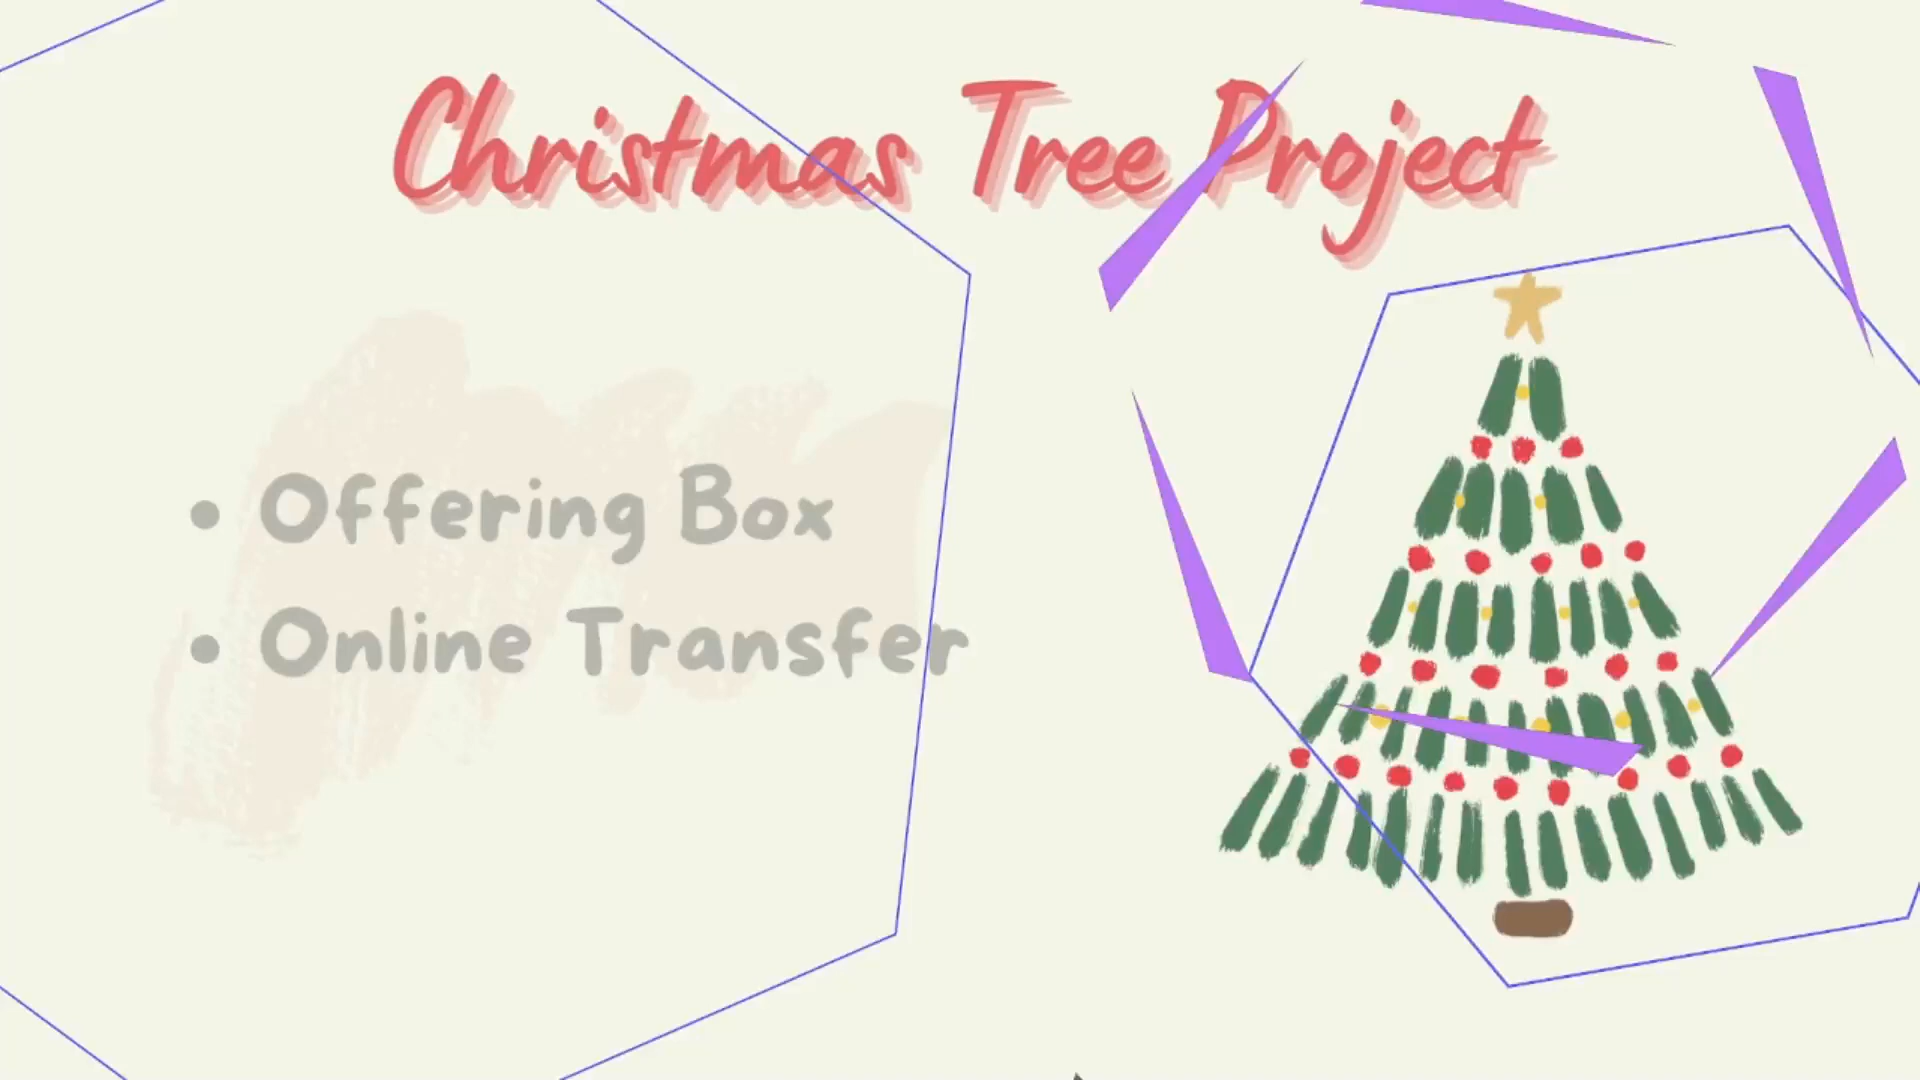 Christmas Tree Project
• Offering Box
• Online Transfer